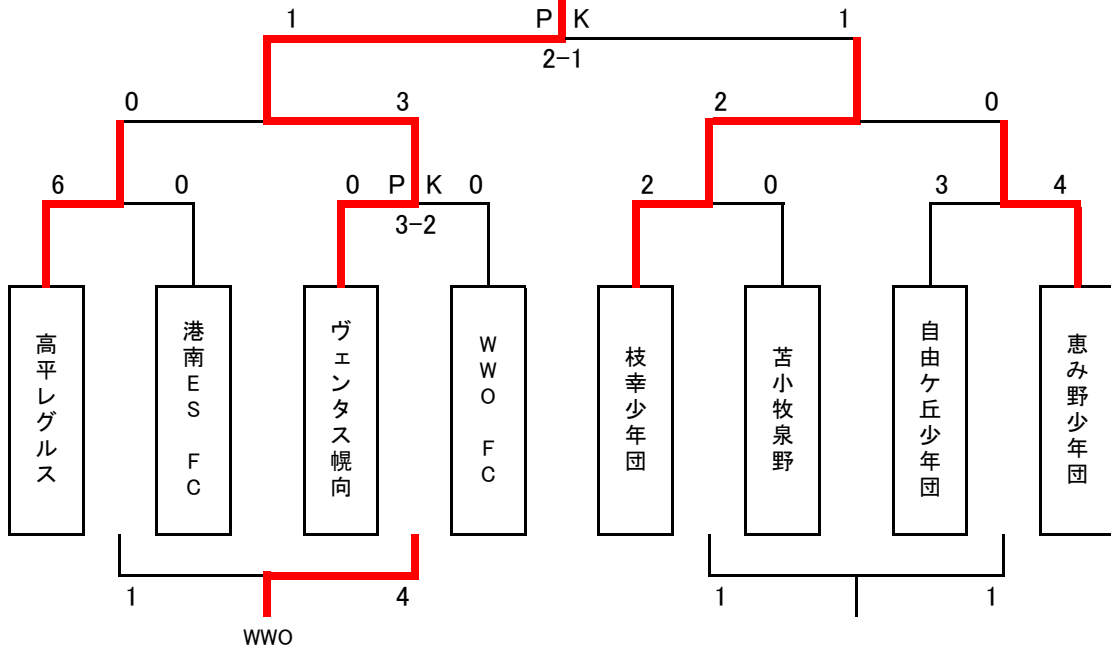 1 P K 1
2-1
0 3 2 0
6 0 0 P K 0 2 0 3 4
3-2
高平レグルス
港南ES FC
ヴェンタス幌向
WWO FC
枝幸少年団
苫小牧泉野
自由ケ丘少年団
恵み野少年団
1 4 1 1
WWO